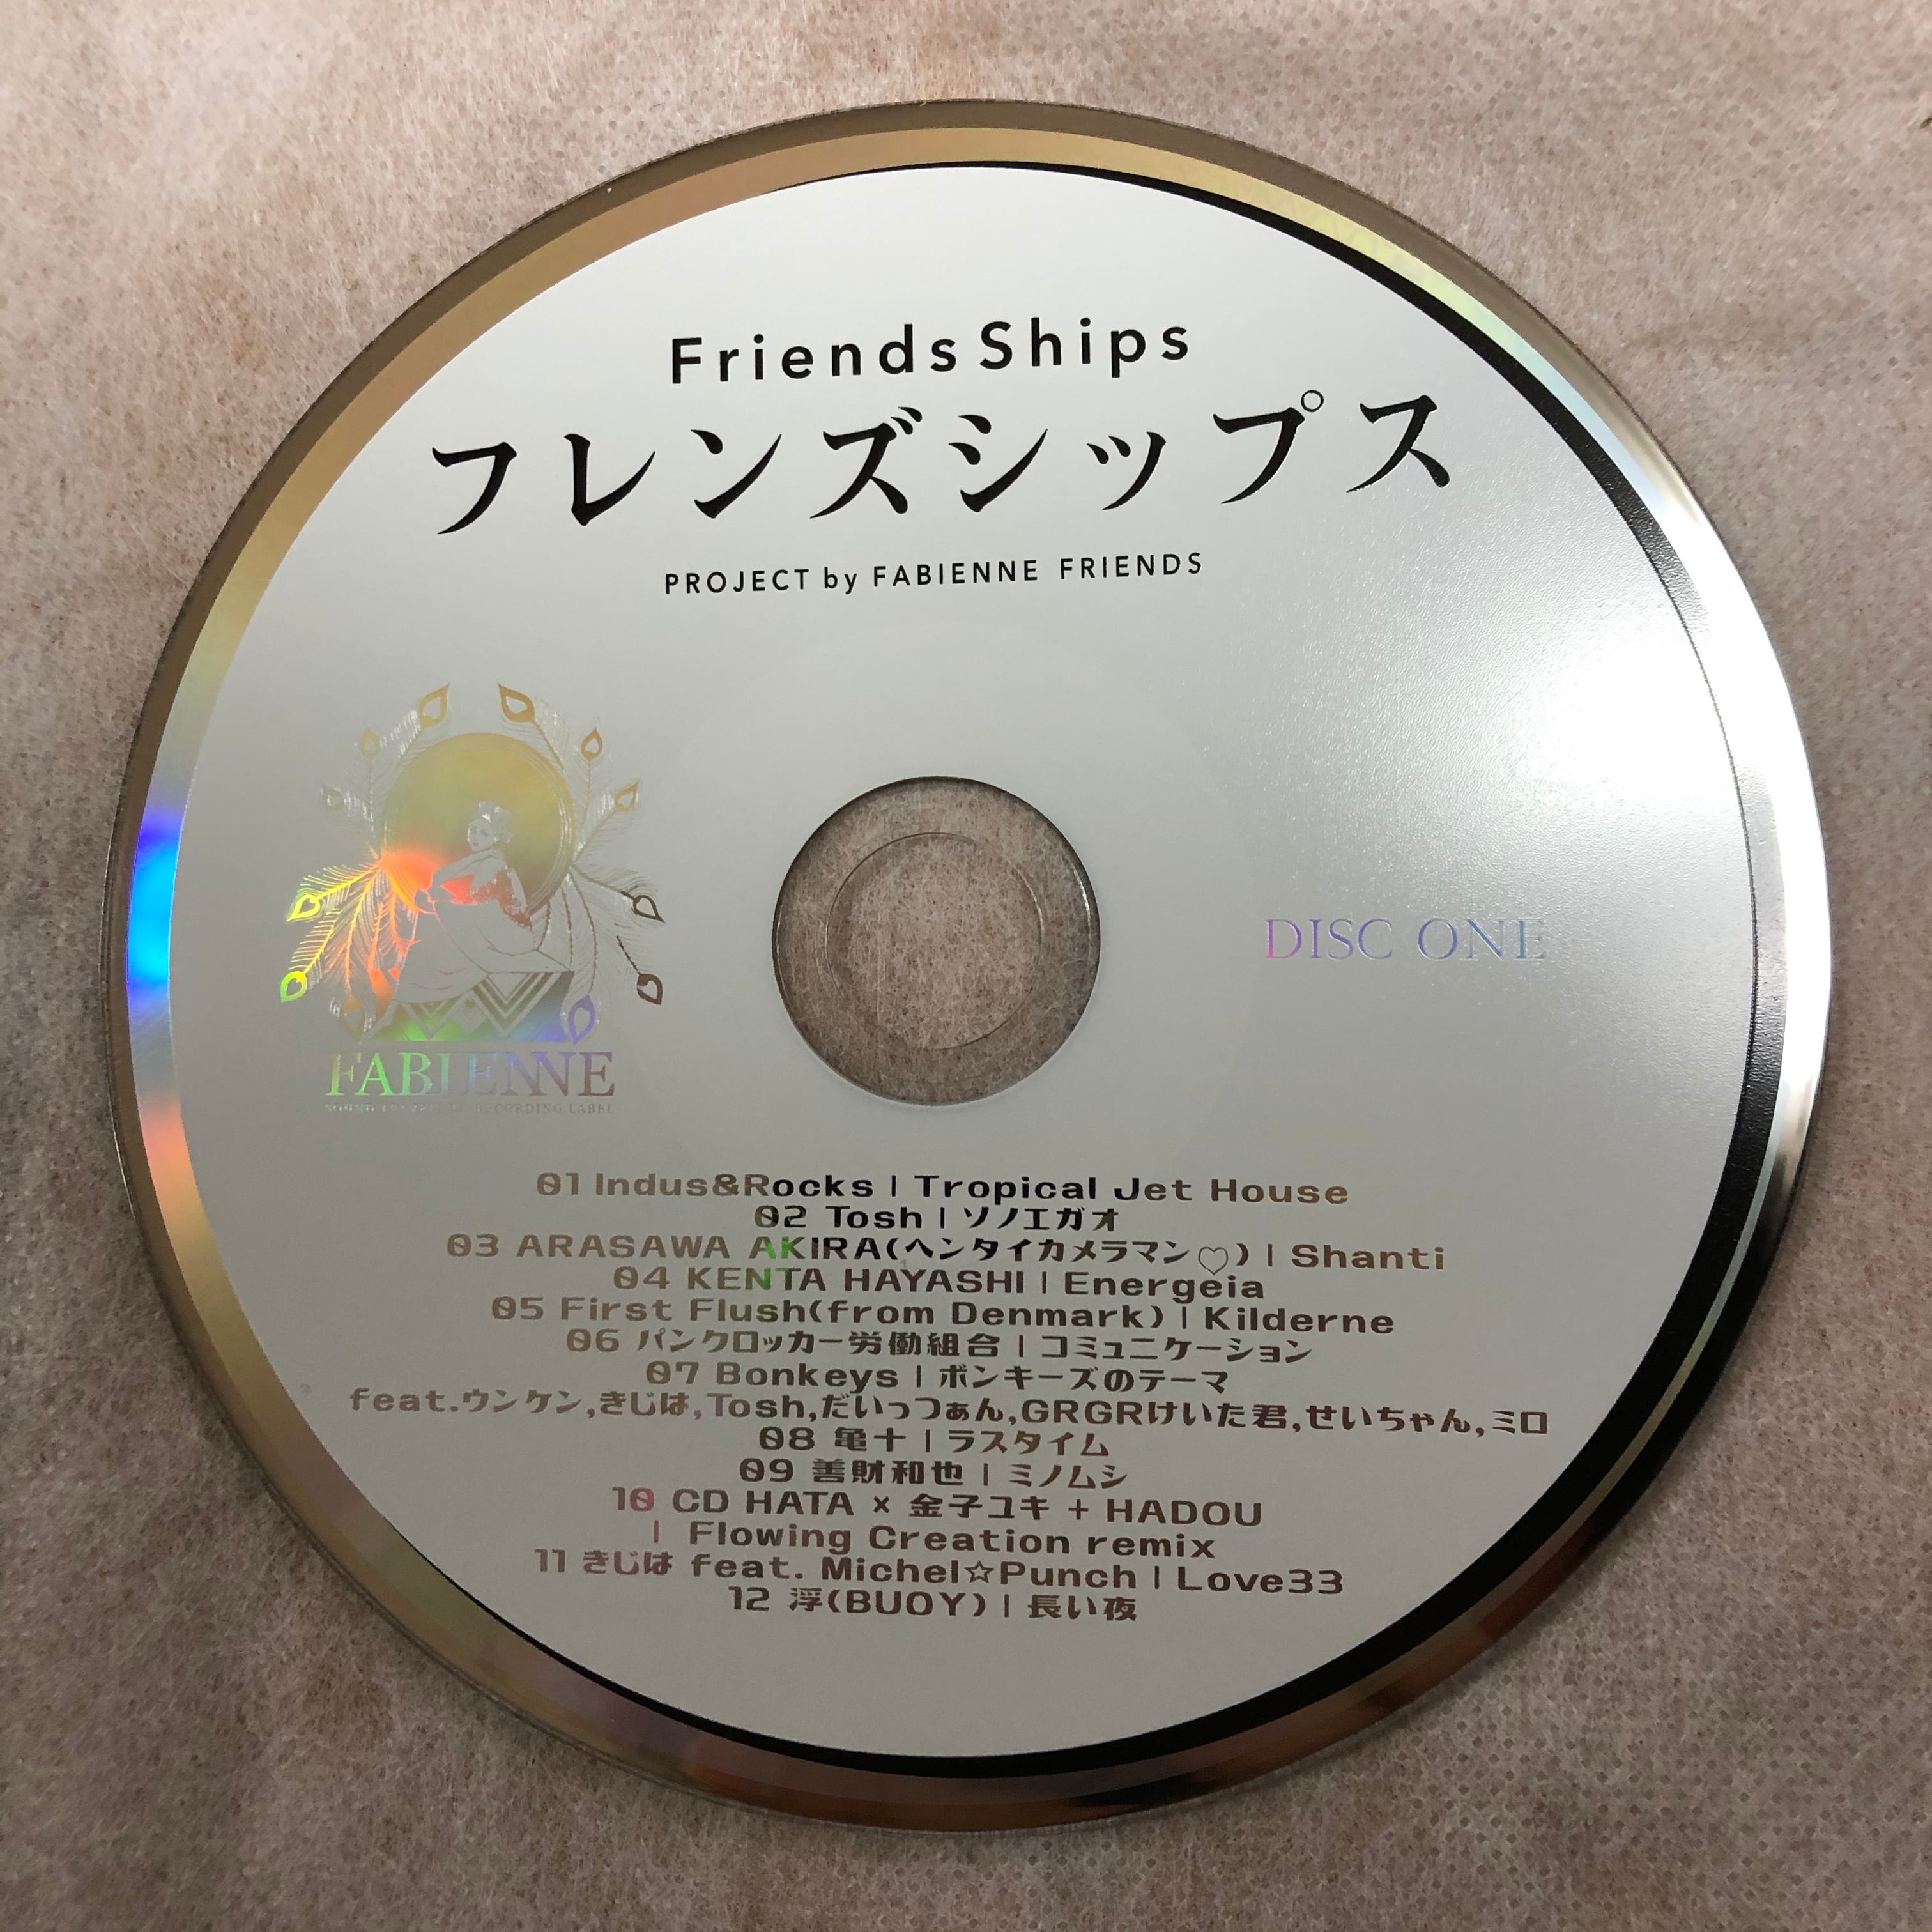 Friends Ships
フレンズシップス
PROJECT by FABIENNE FRIENDS
FABIENNE
RECORDING LABEL
DISC ONE
01 Indus&Rocks | Tropical Jet House
02 Tosh | ソノエガオ
03 ARASAWA AKIRA(ヘンタイカメラマン♡) | Shanti
04 KENTA HAYASHI | Energeia
05 First Flush(from Denmark) | Kilderne
06 パンクロッカー労働組合 | コミュニケーション
07 Bonkeys | ボンキーズのテーマ
feat.ウンケン,きじは,Tosh,だいっつぁん,GRGRけいた君,せいちゃん,ミロ
08 亀十 | ラスタイム
09 善財和也 | ミノムシ
10 CD HATA × 金子ユキ + HADOU
| Flowing Creation remix
11 きじは feat. Michel☆Punch | Love33
12 浮(BUOY) | 長い夜